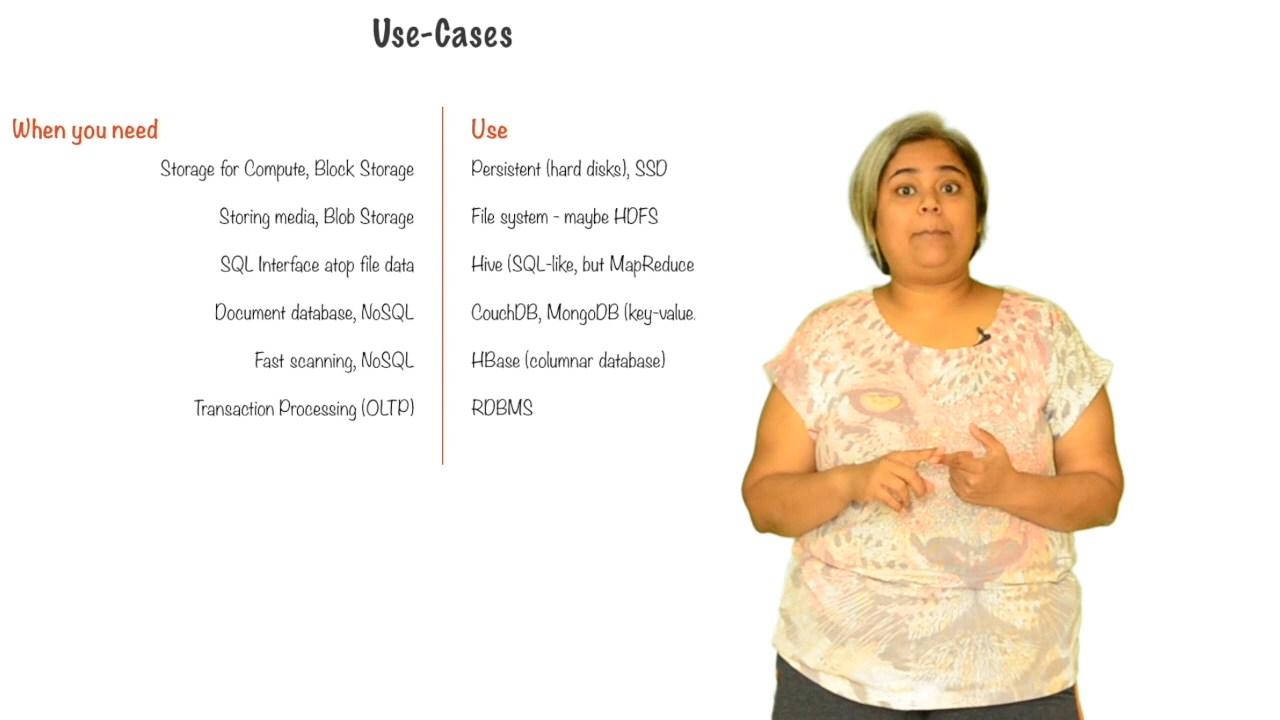 Use-Cases
When you need
Use
Storage for Compute, Block Storage
Persistent (hard disks), SSD
Storing media, Blob Storage
File system - maybe HDFS
SQL Interface atop file data
Hive (SQL-like, but MapReduce
Document database, NoSQL
CouchDB, MongoDB (key-value.
Fast scanning, NoSQL
HBase (columnar database)
Transaction Processing (OLTP)
RDBMS